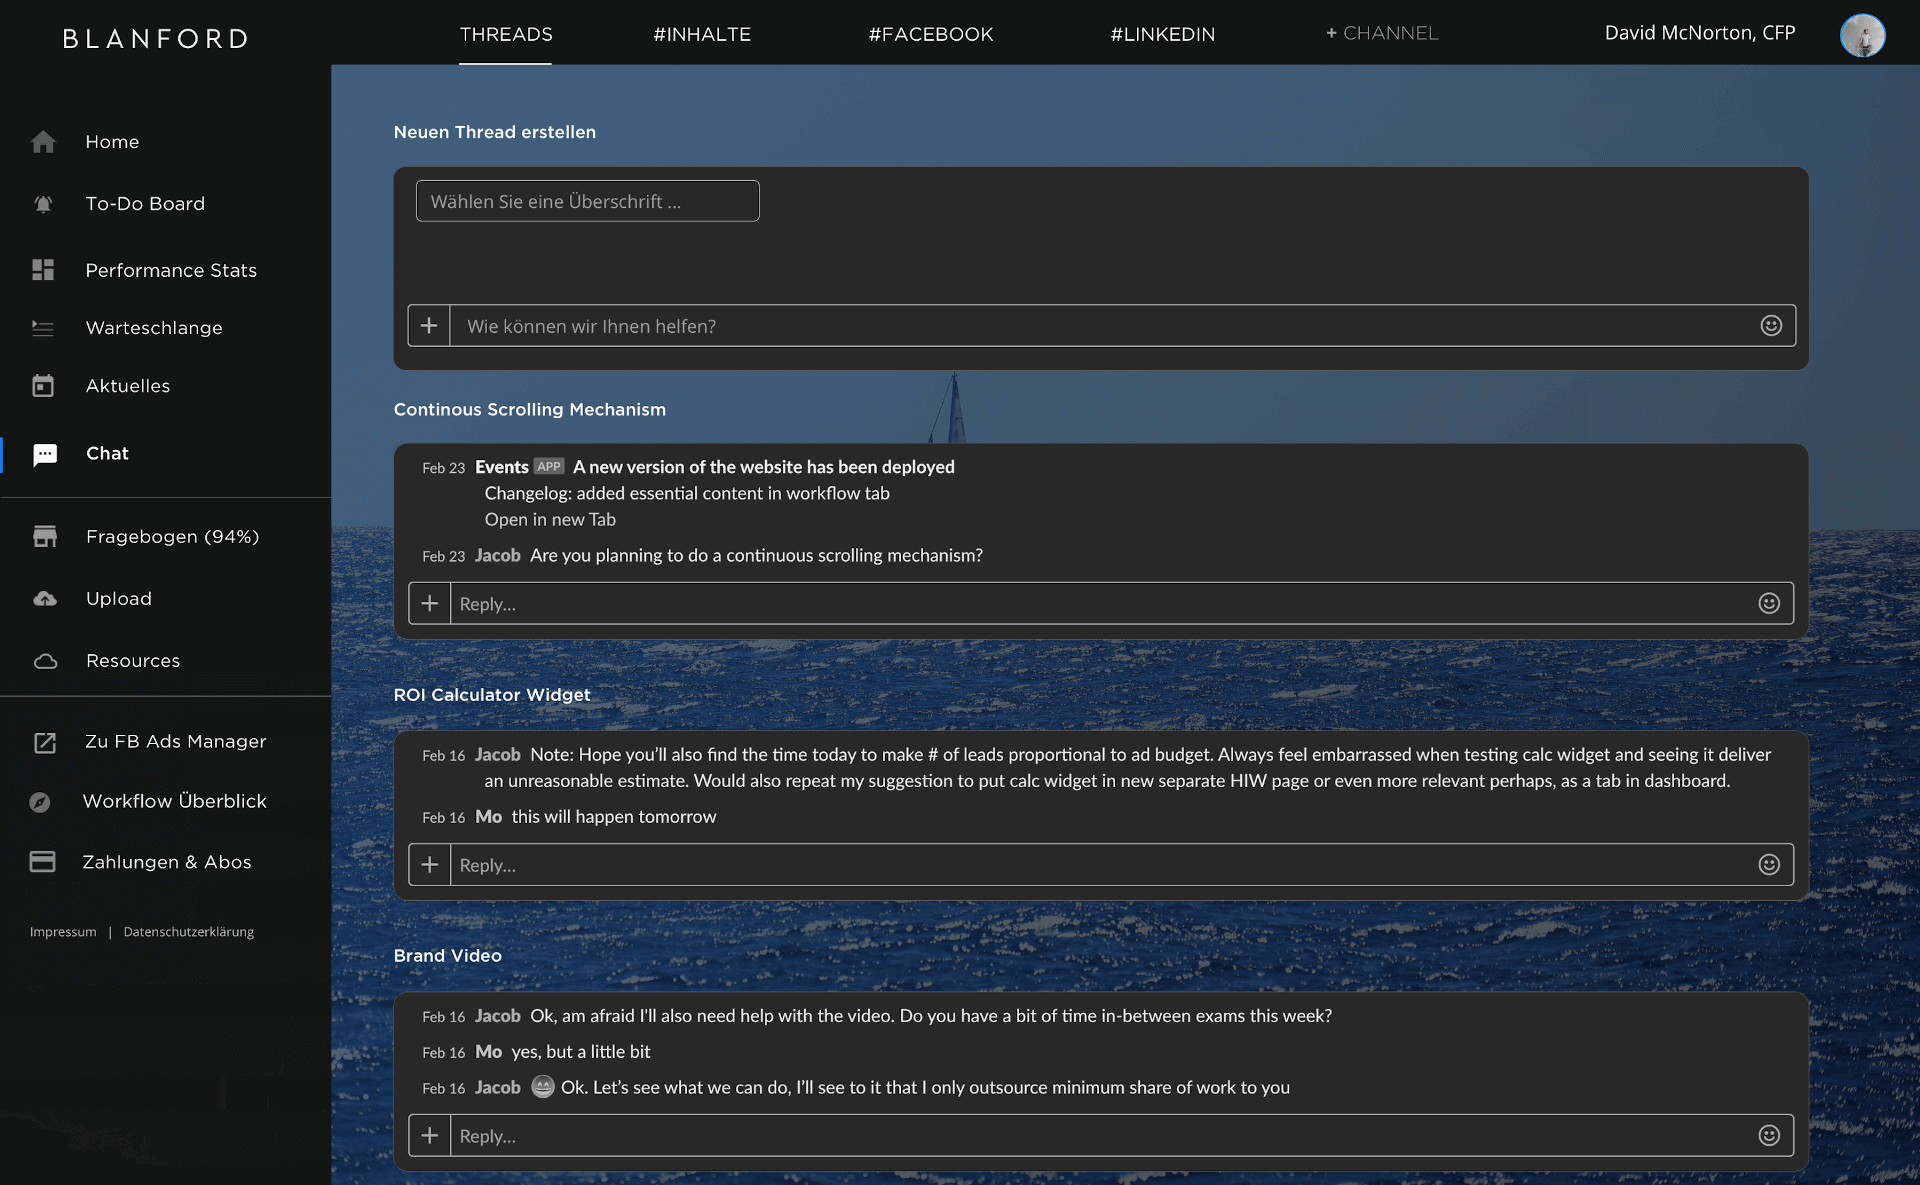 BLANFORD
THREADS
#INHALTE
#FACEBOOK
#LINKEDIN
+ CHANNEL
David McNorton, CFP
Home
To-Do Board
Performance Stats
Warteschlange
Aktuelles
Chat
Fragebogen (94%)
Upload
Resources
Zu FB Ads Manager
Workflow Überblick
Zahlungen & Abos
Impressum | Datenschutzerklärung
Neuen Thread erstellen
Wählen Sie eine Überschrift ...
+ Wie können wir Ihnen helfen?
Continous Scrolling Mechanism
Feb 23 Events APP A new version of the website has been deployed
Changelog: added essential content in workflow tab
Open in new Tab
Feb 23 Jacob Are you planning to do a continuous scrolling mechanism?
+ Reply...
ROI Calculator Widget
Feb 16 Jacob Note: Hope you'll also find the time today to make # of leads proportional to ad budget. Always feel embarrassed when testing calc widget and seeing it deliver
an unreasonable estimate. Would also repeat my suggestion to put calc widget in new separate HIW page or even more relevant perhaps, as a tab in dashboard.
Feb 16 Mo this will happen tomorrow
+ Reply...
Brand Video
Feb 16 Jacob Ok, am afraid I'll also need help with the video. Do you have a bit of time in-between exams this week?
Feb 16 Mo yes, but a little bit
Feb 16 Jacob 😄 Ok. Let's see what we can do, I'll see to it that I only outsource minimum share of work to you
+ Reply...